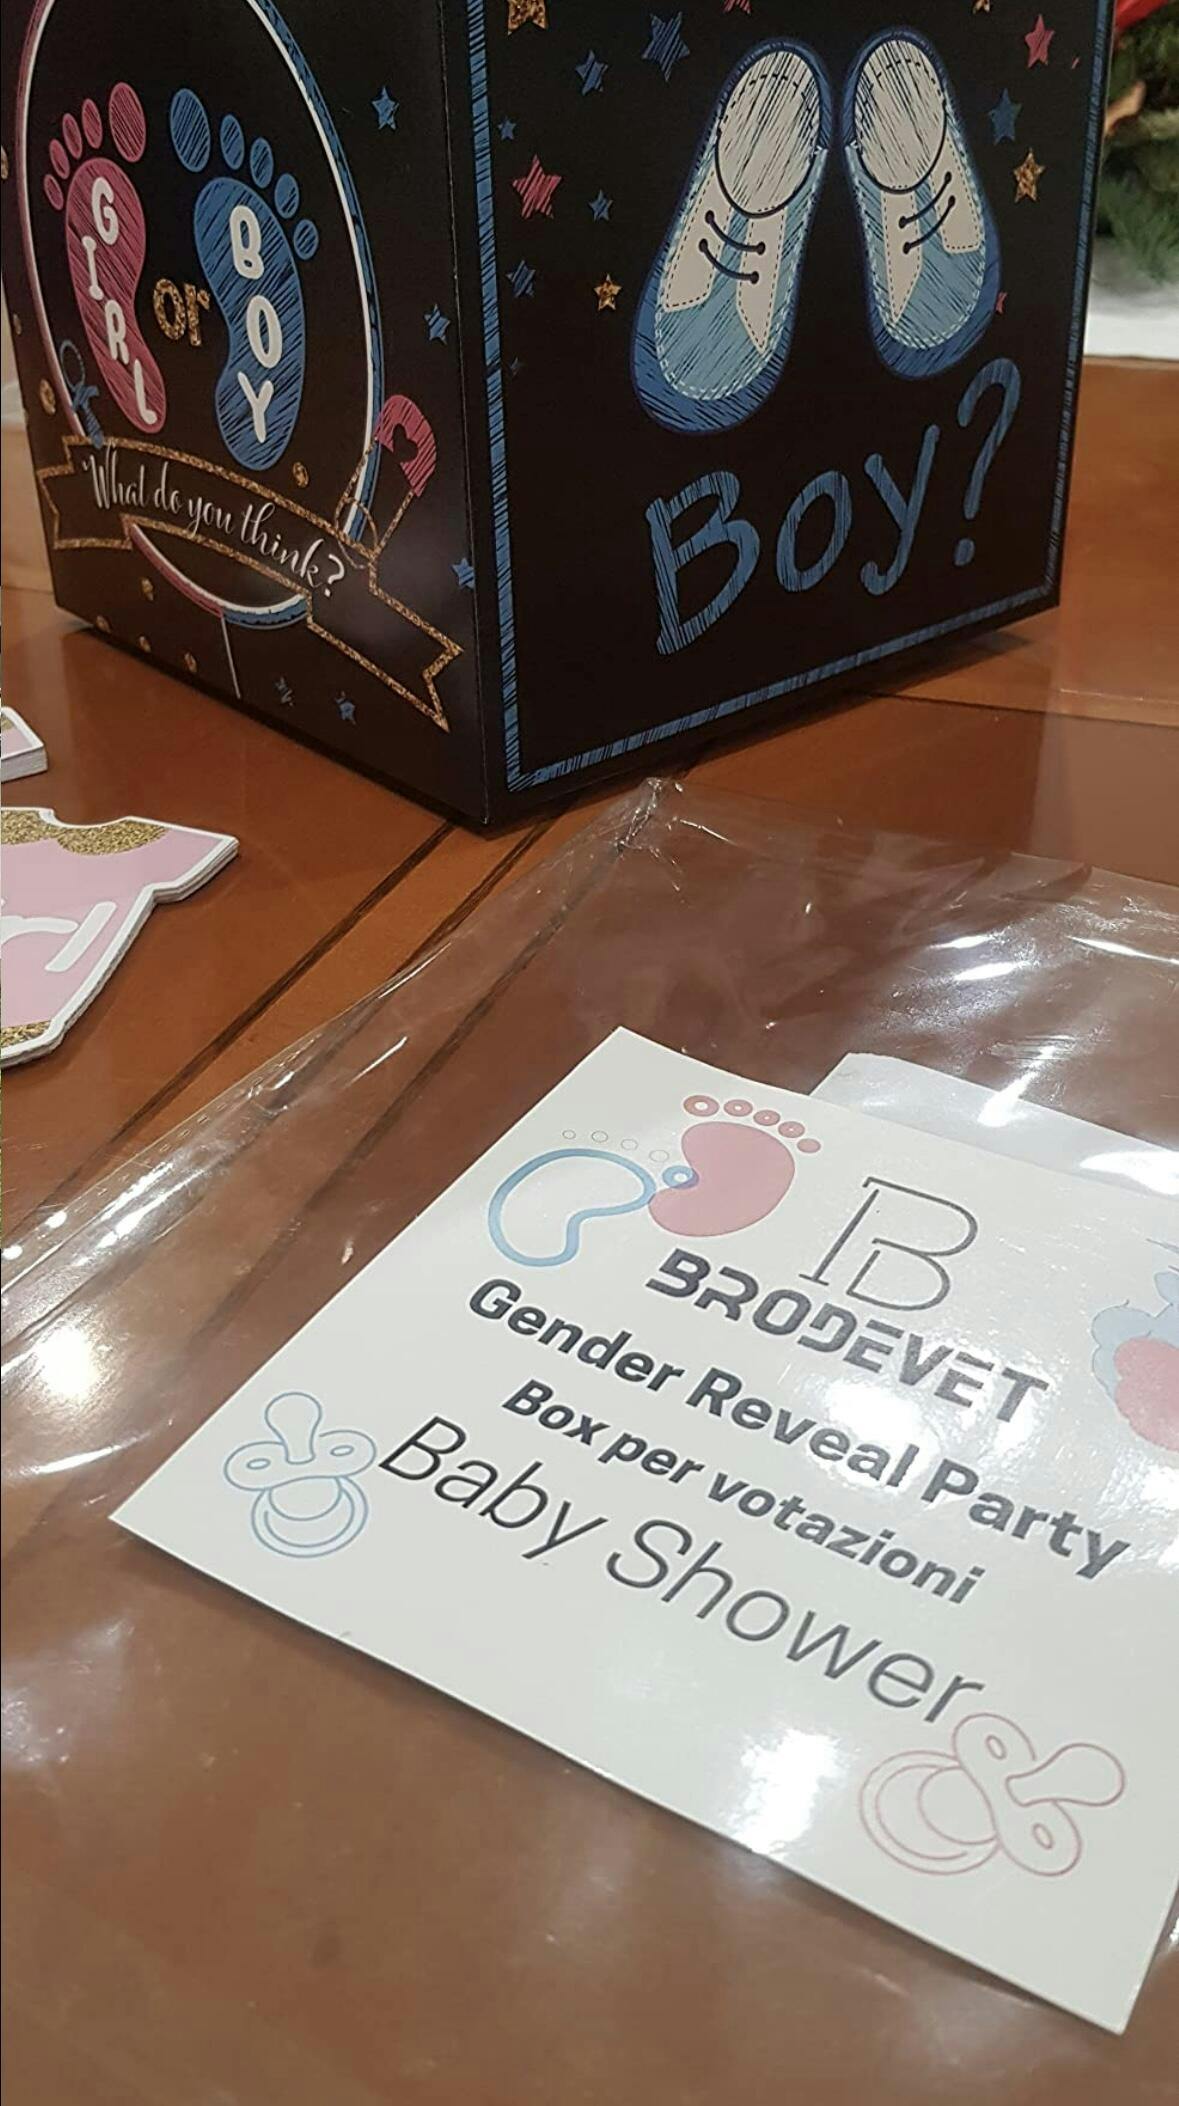 GIRL
or
BOY
What do you think?
Boy?
B
BRODEVET
Gender Reveal Party
Box per votazioni
Baby Shower